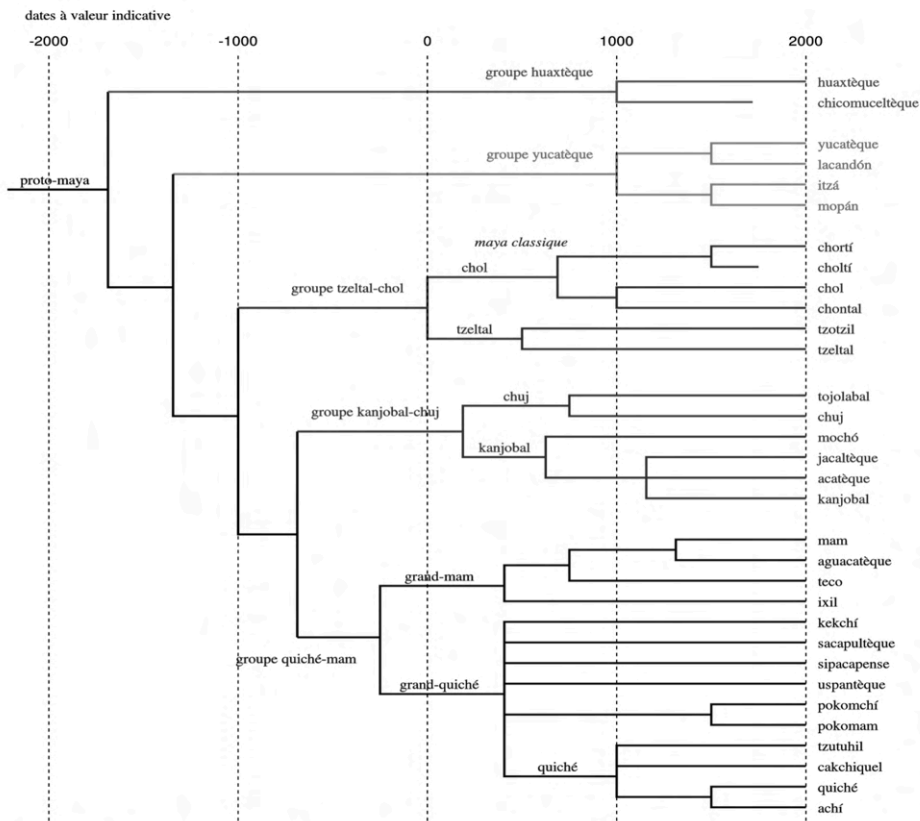 dates à valeur indicative
-2000 -1000 0 1000 2000
groupe huaxtèque
huaxtèque
chicomuceltèque
yucatèque
groupe yucatèque
lacandón
proto-maya
itzá
mopán
maya classique
chortí
chol
choltí
groupe tzeltal-chol
chol
chontal
tzeltal
tzotzil
tzeltal
chuj
tojolabal
groupe kanjobal-chuj
chuj
mochó
kanjobal
jacaltèque
acatèque
kanjobal
mam
aguacatèque
grand-mam
teco
ixil
kekchí
sacapultèque
groupe quiché-mam
sipacapense
grand-quiché
uspantèque
pokomchí
pokomam
tzutuhil
quiché
cakchiquel
quiché
achí